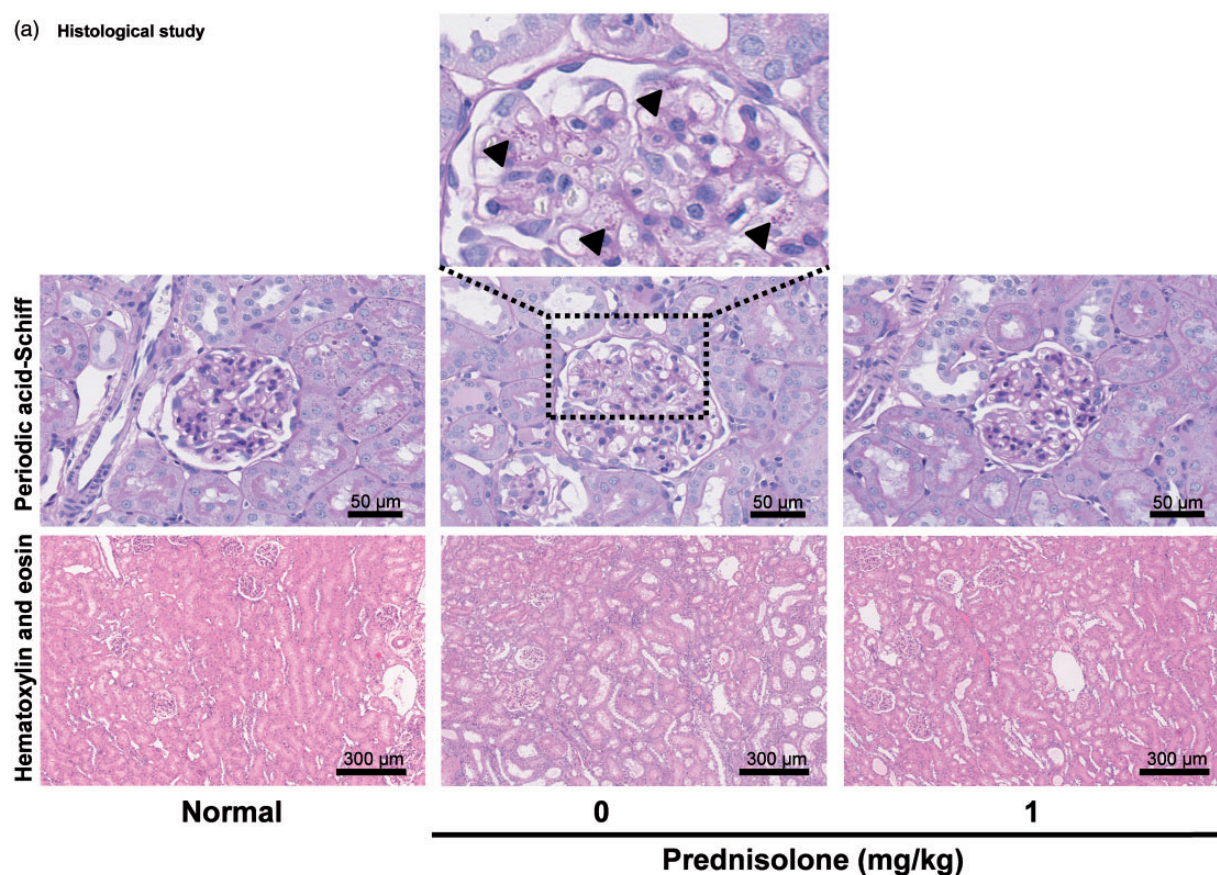 (a) Histological study
Periodic acid-Schiff
50 µm
50 µm
50 µm
Hematoxylin and eosin
300 µm
300 µm
300 µm
Normal
0
1
Prednisolone (mg/kg)